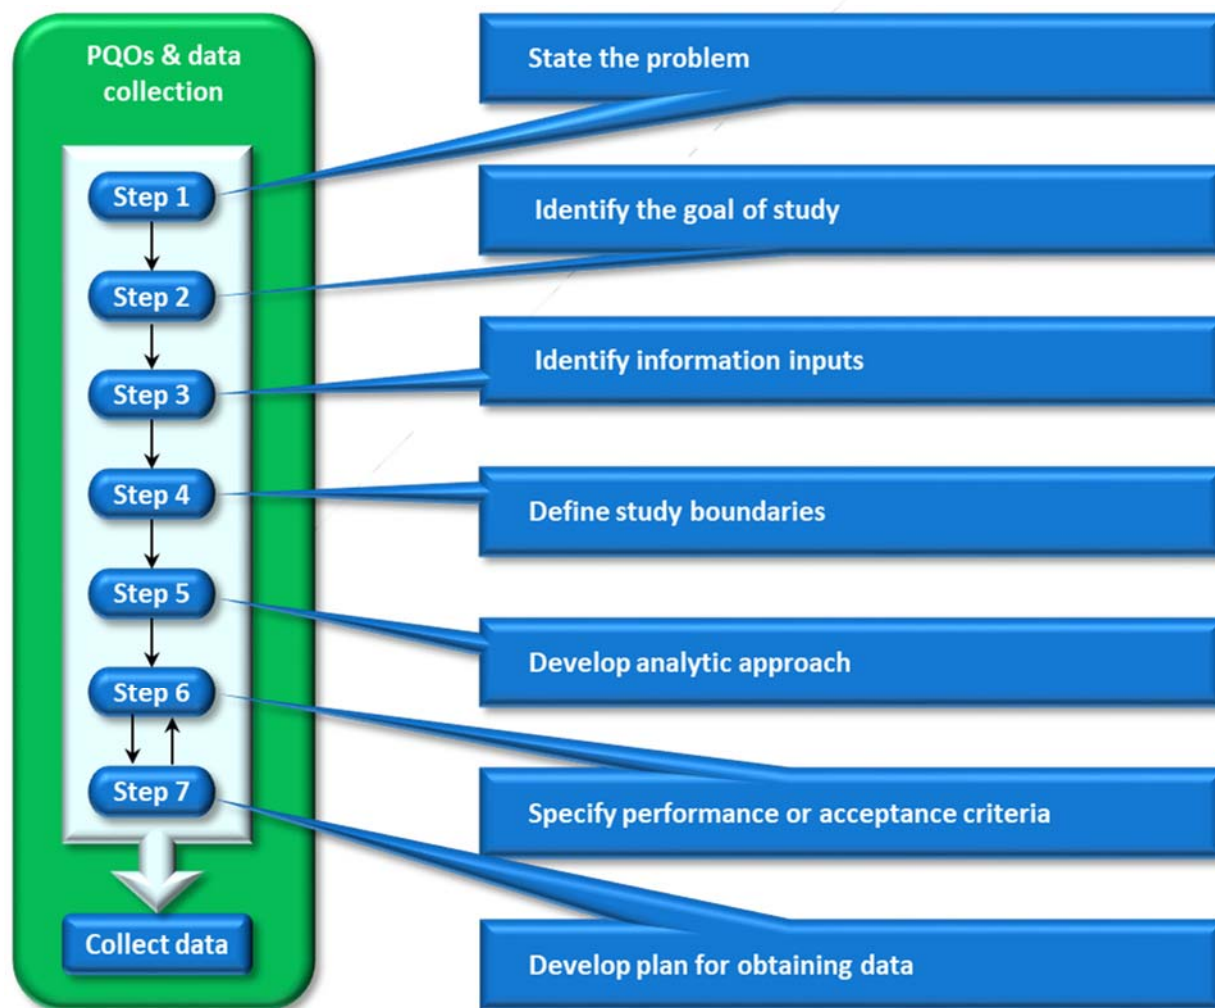 PQOs & data
collection
Step 1
Step 2
Step 3
Step 4
Step 5
Step 6
Step 7
Collect data
State the problem
Identify the goal of study
Identify information inputs
Define study boundaries
Develop analytic approach
Specify performance or acceptance criteria
Develop plan for obtaining data